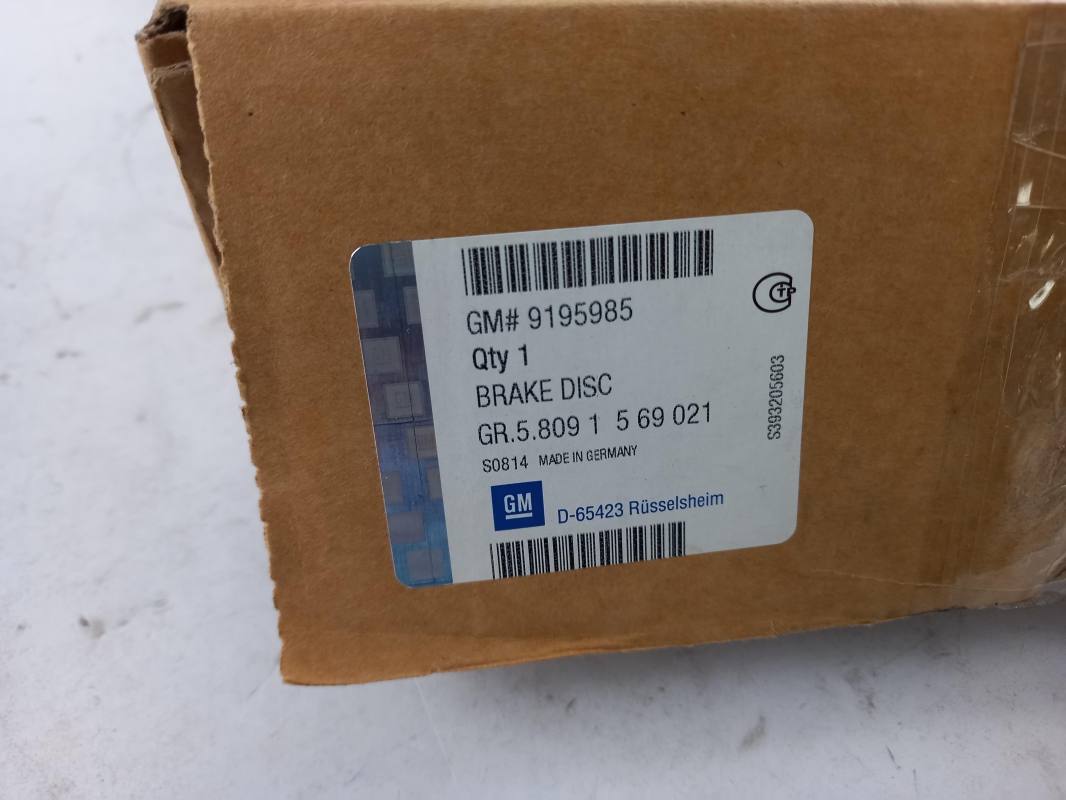 GM# 9195985
Qty 1
BRAKE DISC
GR.5.809 1 5 69 021
S0814 MADE IN GERMANY
GM D-65423 Rüsselsheim
S393205603
СТР